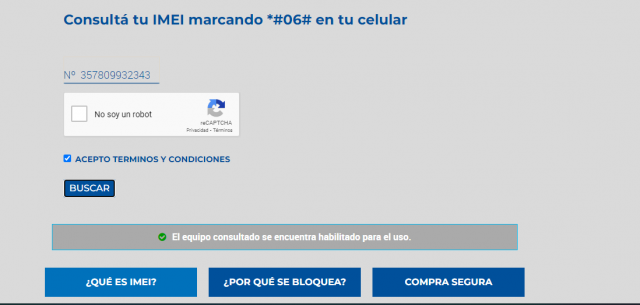 Consultá tu IMEI marcando *#06# en tu celular
Nº 357809932343
No soy un robot
reCAPTCHA
Privacidad - Términos
ACEPTO TERMINOS Y CONDICIONES
BUSCAR
El equipo consultado se encuentra habilitado para el uso.
¿QUÉ ES IMEI? ¿POR QUÉ SE BLOQUEA? COMPRA SEGURA